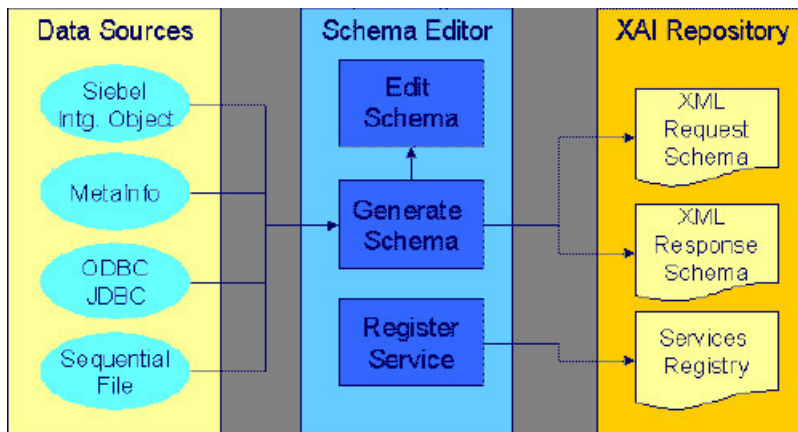 Data Sources
Siebel
Intg. Object
MetaInfo
ODBC
JDBC
Sequential
File
Schema Editor
Edit
Schema
Generate
Schema
Register
Service
XAI Repository
XML
Request
Schema
XML
Response
Schema
Services
Registry